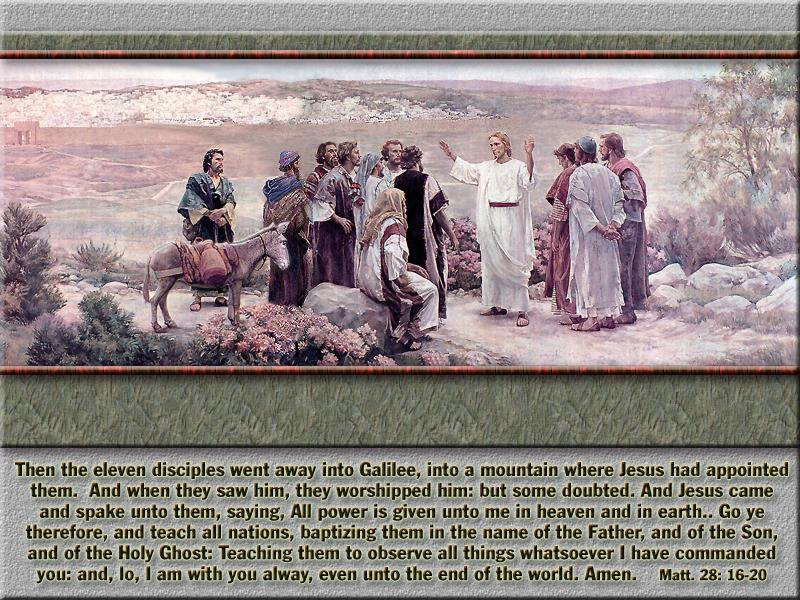 Then the eleven disciples went away into Galilee, into a mountain where Jesus had appointed
them.  And when they saw him, they worshipped him: but some doubted. And Jesus came
and spake unto them, saying, All power is given unto me in heaven and in earth.. Go ye
therefore, and teach all nations, baptizing them in the name of the Father, and of the Son,
and of the Holy Ghost: Teaching them to observe all things whatsoever I have commanded
you: and, lo, I am with you alway, even unto the end of the world. Amen.    Matt. 28: 16-20